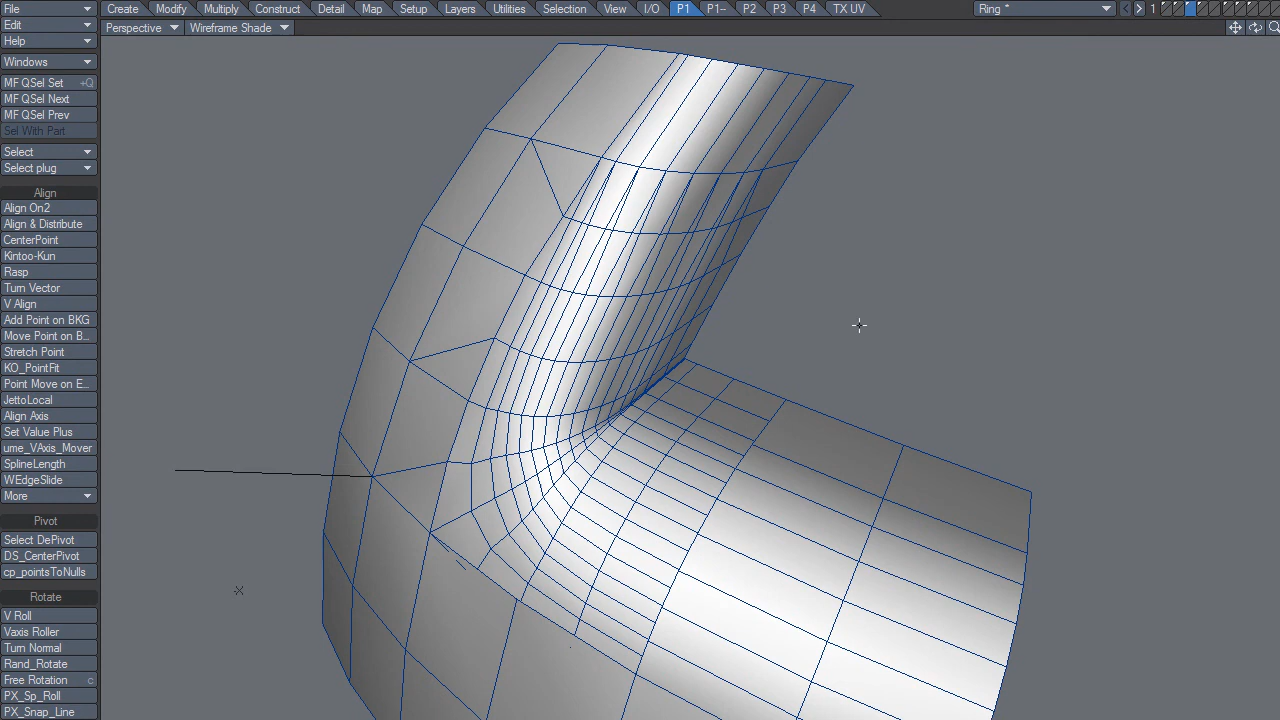 File Create Modify Multiply Construct Detail Map Setup Layers Utilities Selection View I/O P1 P1-- P2 P3 P4 TX UV Ring * 1
Edit Perspective Wireframe Shade
Help
Windows
MF QSel Set +Q
MF QSel Next
MF QSel Prev
Sel With Part
Select
Select plug
Align
Align On2
Align & Distribute
CenterPoint
Kintoo-Kun
Rasp
Turn Vector
V Align
Add Point on BKG
Move Point on B...
Stretch Point
KO_PointFit
Point Move on E...
JettoLocal
Align Axis
Set Value Plus
ume_VAxis_Mover
SplineLength
WEdgeSlide
More
Pivot
Select DePivot
DS_CenterPivot
cp_pointsToNulls
Rotate
V Roll
Vaxis Roller
Turn Normal
Rand_Rotate
Free Rotation c
PX_Sp_Roll
PX_Snap_Line